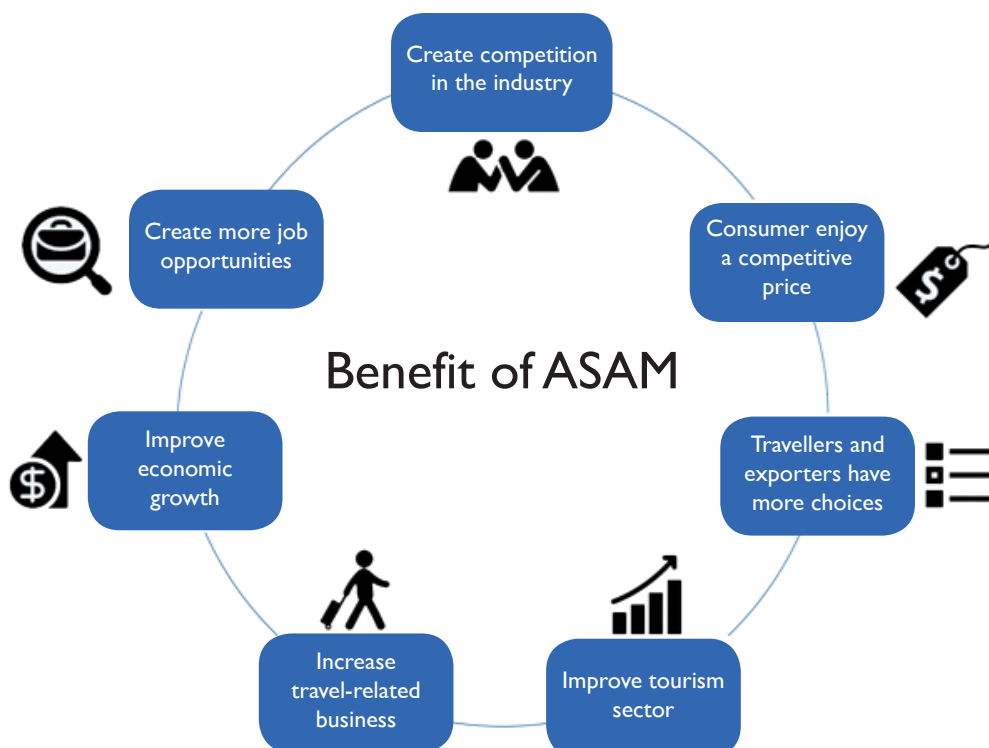 Create competition
in the industry
Consumer enjoy
a competitive
price
Travellers and
exporters have
more choices
Improve tourism
sector
Increase
travel-related
business
Improve
economic
growth
Create more job
opportunities
Benefit of ASAM
$
$